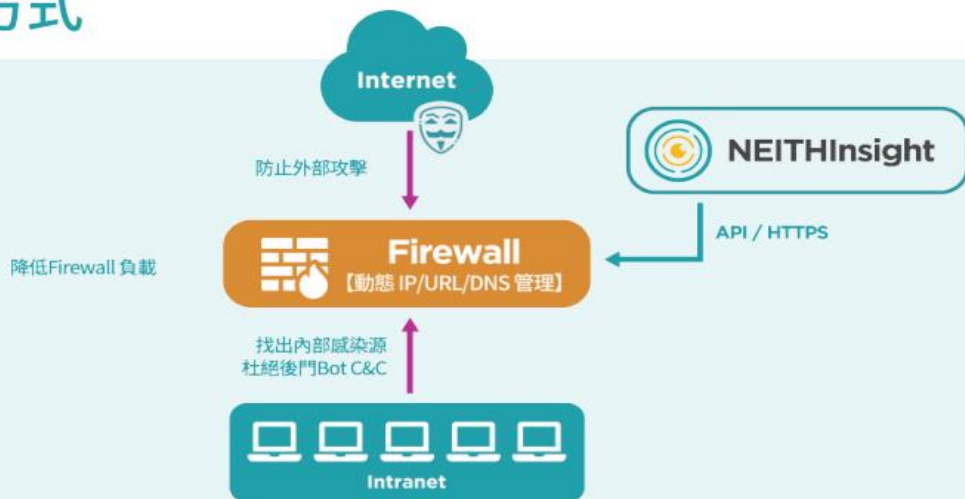 方式
Internet
防止外部攻擊
NEITHInsight
API / HTTPS
降低Firewall 負載
Firewall
【動態 IP/URL/DNS 管理】
找出內部感染源
杜絕後門Bot C&C
Intranet